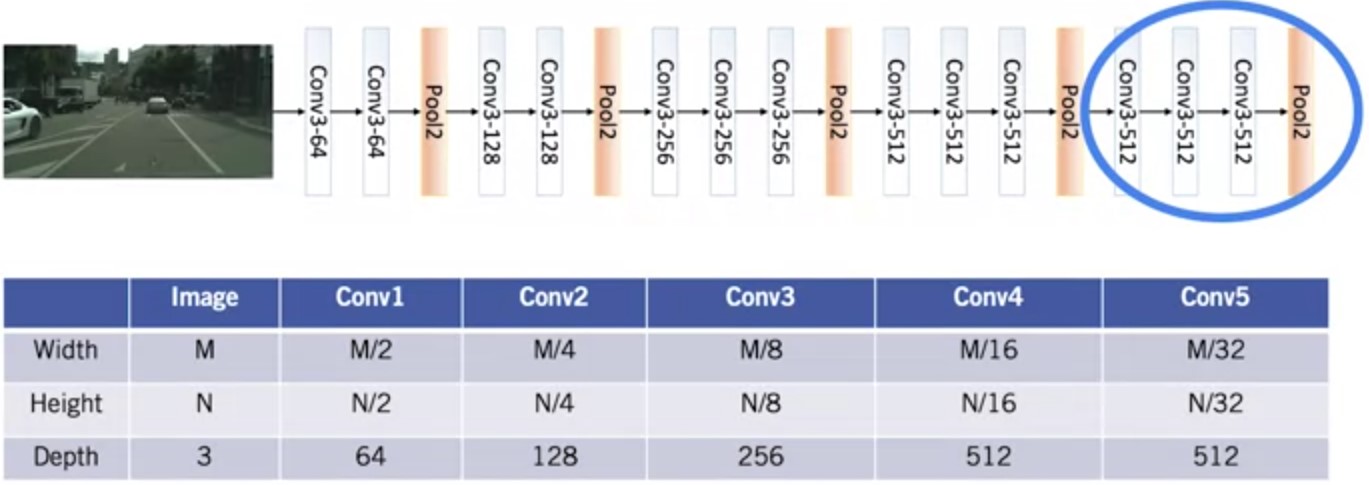 Conv3-64
Conv3-64
Pool2
Conv3-128
Conv3-128
Pool2
Conv3-256
Conv3-256
Conv3-256
Pool2
Conv3-512
Conv3-512
Conv3-512
Pool2
Conv3-512
Conv3-512
Conv3-512
Pool2
Image Conv1 Conv2 Conv3 Conv4 Conv5
Width M M/2 M/4 M/8 M/16 M/32
Height N N/2 N/4 N/8 N/16 N/32
Depth 3 64 128 256 512 512